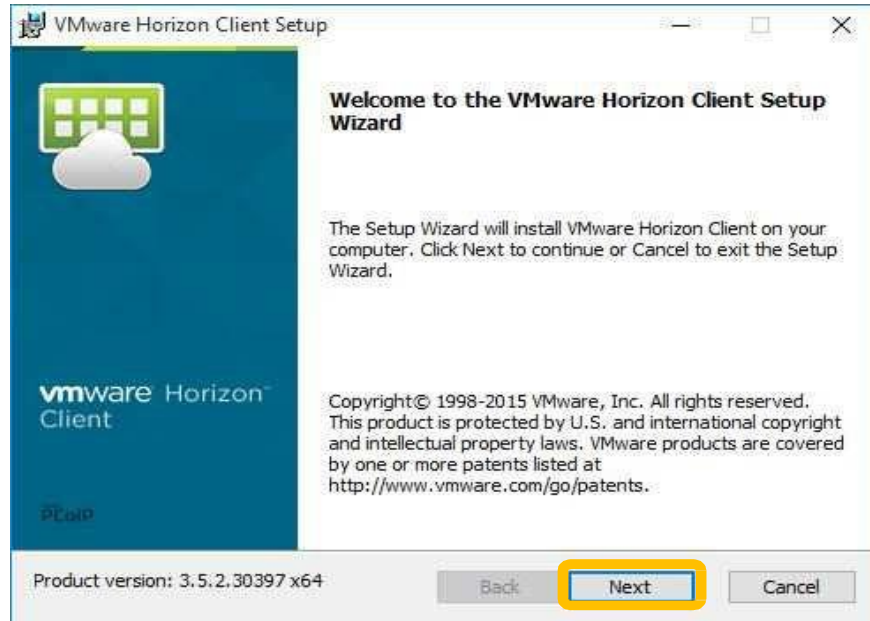 VMware Horizon Client Setup
Welcome to the VMware Horizon Client Setup
Wizard
The Setup Wizard will install VMware Horizon Client on your
computer. Click Next to continue or Cancel to exit the Setup
Wizard.
vmware Horizon™
Client
Copyright© 1998-2015 VMware, Inc. All rights reserved.
This product is protected by U.S. and international copyright
and intellectual property laws. VMware products are covered
by one or more patents listed at
http://www.vmware.com/go/patents.
PCoIP
Product version: 3.5.2.30397 x64
Back
Next
Cancel